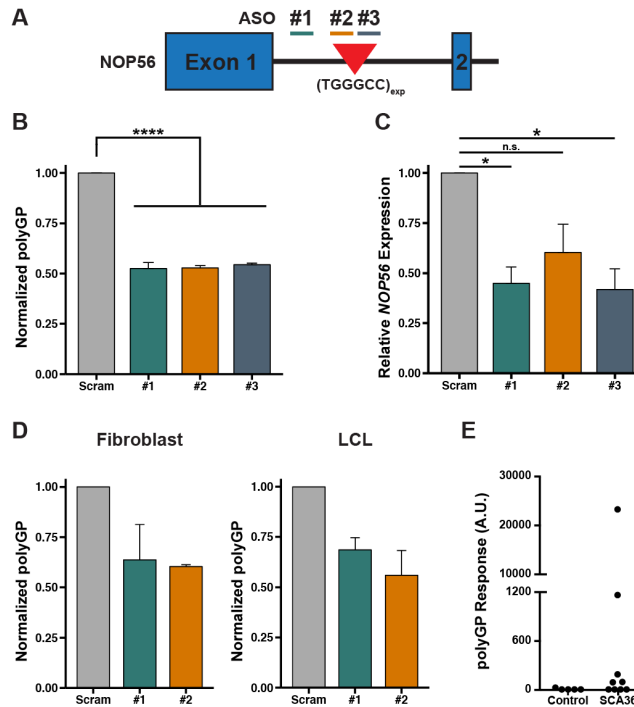 A
ASO #1 #2 #3
NOP56 Exon 1 2
(TGGGCC)exp
B
****
Normalized polyGP
1.00
0.75
0.50
0.25
0.00
Scram #1 #2 #3
C
*
n.s.
*
Relative NOP56 Expression
1.00
0.75
0.50
0.25
0.00
Scram #1 #2 #3
D
Fibroblast
Normalized polyGP
1.00
0.75
0.50
0.25
0.00
Scram #1 #2
LCL
Normalized polyGP
1.00
0.75
0.50
0.25
0.00
Scram #1 #2
E
polyGP Response (A.U.)
30000
20000
10000
1200
600
0
Control SCA36